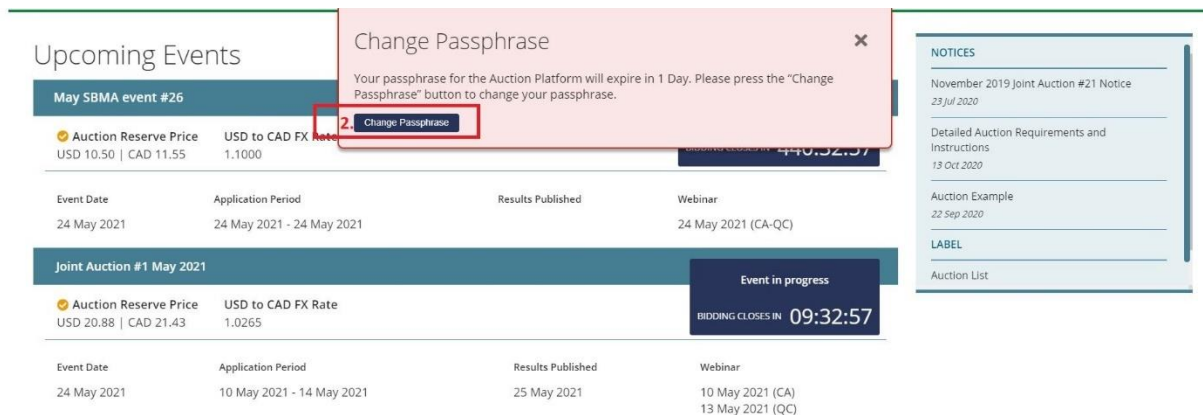 Upcoming Events
Change Passphrase
Your passphrase for the Auction Platform will expire in 1 Day. Please press the “Change
Passphrase” button to change your passphrase.
2. Change Passphrase
May SBMA event #26
Auction Reserve Price USD to CAD FX Rate
USD 10.50 | CAD 11.55 1.1000
BIDDING CLOSES IN 440:32:57
Event Date Application Period Results Published Webinar
24 May 2021 24 May 2021 - 24 May 2021 24 May 2021 (CA-QC)
Joint Auction #1 May 2021
Event in progress
Auction Reserve Price USD to CAD FX Rate
USD 20.88 | CAD 21.43 1.0265
BIDDING CLOSES IN 09:32:57
Event Date Application Period Results Published Webinar
24 May 2021 10 May 2021 - 14 May 2021 25 May 2021 10 May 2021 (CA)
13 May 2021 (QC)
NOTICES
November 2019 Joint Auction #21 Notice
23 Jul 2020
Detailed Auction Requirements and
Instructions
13 Oct 2020
Auction Example
22 Sep 2020
LABEL
Auction List